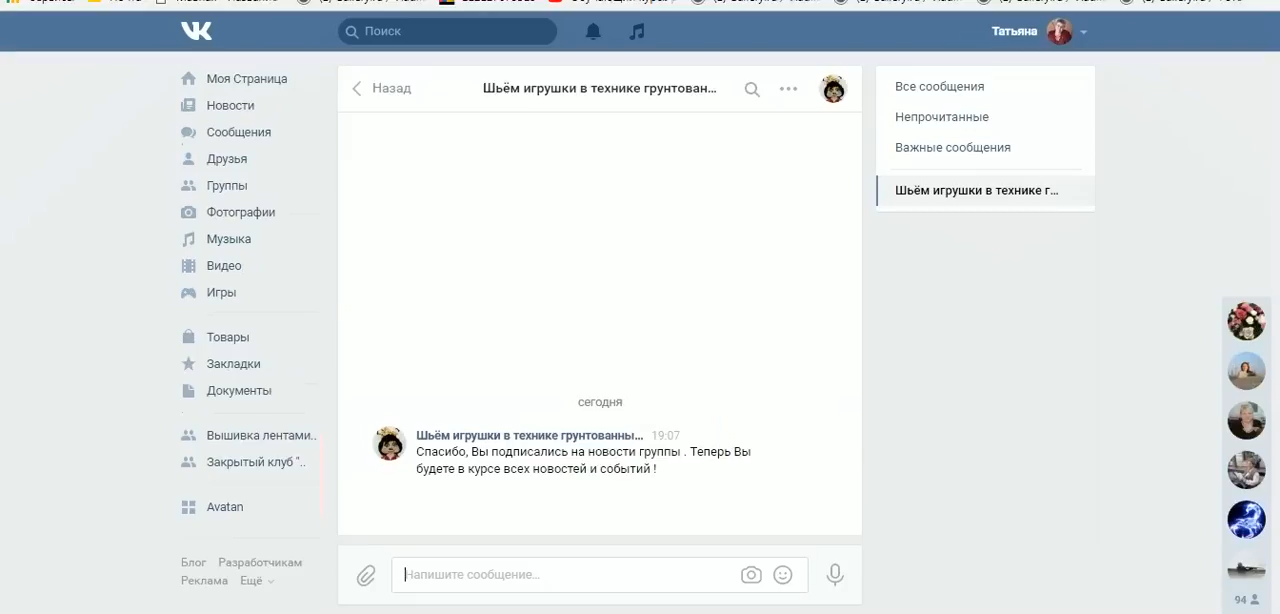 Поиск
Татьяна
Моя Страница
Новости
Сообщения
Друзья
Группы
Фотографии
Музыка
Видео
Игры
Товары
Закладки
Документы
Вышивка лентами..
Закрытый клуб "..
Avatan
Блог Разработчикам
Реклама Ещё
Назад
Шьём игрушки в технике грунтован...
сегодня
Шьём игрушки в технике грунтованны... 19:07
Спасибо, Вы подписались на новости группы . Теперь Вы
будете в курсе всех новостей и событий !
Напишите сообщение...
Все сообщения
Непрочитанные
Важные сообщения
Шьём игрушки в технике г...
94